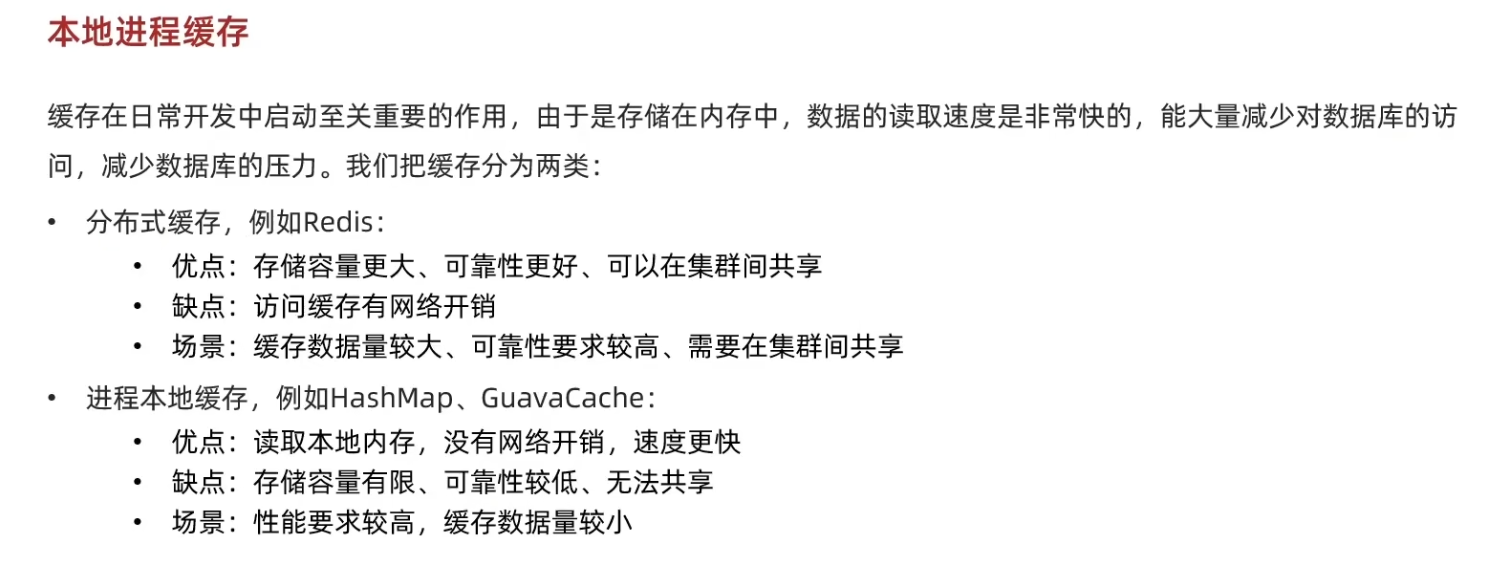 本地进程缓存
缓存在日常开发中启动至关重要的作用，由于是存储在内存中，数据的读取速度是非常快的，能大量减少对数据库的访
问，减少数据库的压力。我们把缓存分为两类：
• 分布式缓存，例如Redis：
• 优点：存储容量更大、可靠性更好、可以在集群间共享
• 缺点：访问缓存有网络开销
• 场景：缓存数据量较大、可靠性要求较高、需要在集群间共享
• 进程本地缓存，例如HashMap、GuavaCache：
• 优点：读取本地内存，没有网络开销，速度更快
• 缺点：存储容量有限、可靠性较低、无法共享
• 场景：性能要求较高，缓存数据量较小